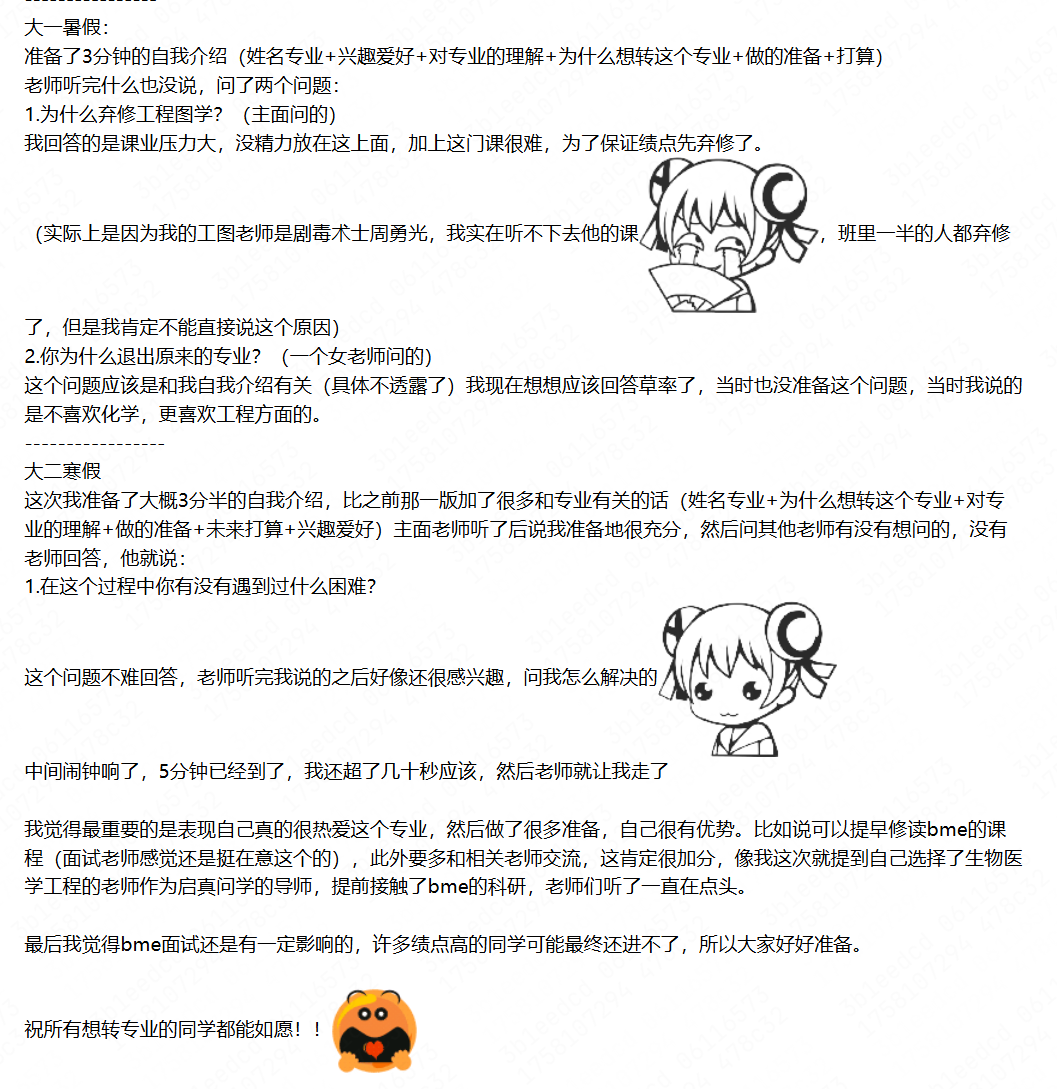 -----------------
大一暑假：
准备了3分钟的自我介绍（姓名专业+兴趣爱好+对专业的理解+为什么想转这个专业+做的准备+打算）
老师听完什么也没说，问了两个问题：
1.为什么弃修工程图学？（主面问的）
我回答的是课业压力大，没精力放在这上面，加上这门课很难，为了保证绩点先弃修了。
（实际上是因为我的工图老师是剧毒术士周勇光，我实在听不下去他的课，班里一半的人都弃修
了，但是我肯定不能直接说这个原因）
2.你为什么退出原来的专业？（一个女老师问的）
这个问题应该是和我自我介绍有关（具体不透露了）我现在想想应该回答草率了，当时也没准备这个问题，当时我说的
是不喜欢化学，更喜欢工程方面的。
-----------------
大二寒假
这次我准备了大概3分半的自我介绍，比之前那一版加了很多和专业有关的话（姓名专业+为什么想转这个专业+对专
业的理解+做的准备+未来打算+兴趣爱好）主面老师听了后说我准备地很充分，然后问其他老师有没有想问的，没有
老师回答，他就说：
1.在这个过程中你有没有遇到过什么困难？
这个问题不难回答，老师听完我说的之后好像还很感兴趣，问我怎么解决的
中间闹钟响了，5分钟已经到了，我还超了几十秒应该，然后老师就让我走了
我觉得最重要的是表现自己真的很热爱这个专业，然后做了很多准备，自己很有优势。比如说可以提早修读bme的课
程（面试老师感觉还是挺在意这个的），此外要多和相关老师交流，这肯定很加分，像我这次就提到自己选择了生物医
学工程的老师作为启真问学的导师，提前接触了bme的科研，老师们听了一直在点头。
最后我觉得bme面试还是有一定影响的，许多绩点高的同学可能最终还进不了，所以大家好好准备。
祝所有想转专业的同学都能如愿！！